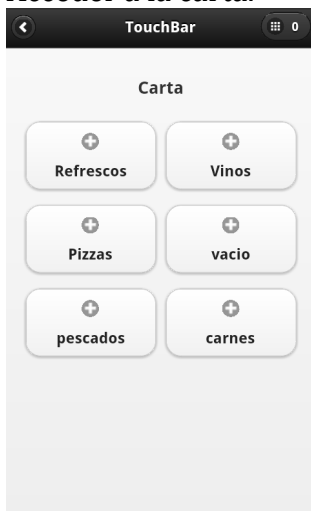 Acceder a la carta.
TouchBar 0
Carta
Refrescos Vinos
Pizzas vacio
pescados carnes